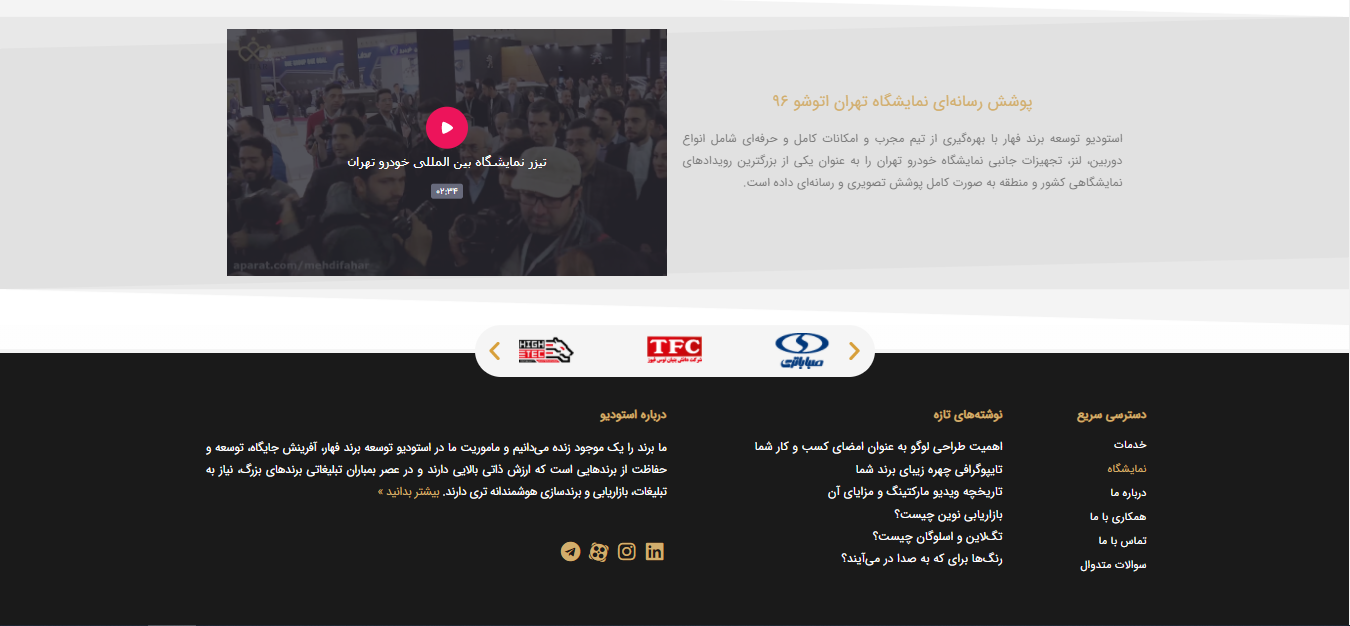 پوشش رسانه‌ای نمایشگاه تهران اتوشو ۹۶
استودیو توسعه برند فهار با بهره‌گیری از تیم مجرب و امکانات کامل و حرفه‌ای شامل انواع
دوربین، لنز، تجهیزات جانبی نمایشگاه خودرو تهران را به عنوان یکی از بزرگترین رویدادهای
نمایشگاهی کشور و منطقه به صورت کامل پوشش تصویری و رسانه‌ای داده است.
تیزر نمایشگاه بین المللی خودرو تهران
۰۲:۳۴
aparat.com/mehdifahar
صباباتری
TFC
شرکت دانش بنیان توس فیوز
HIGH
TEC
دسترسی سریع
خدمات
نمایشگاه
درباره ما
همکاری با ما
تماس با ما
سوالات متدوال
نوشته‌های تازه
اهمیت طراحی لوگو به عنوان امضای کسب و کار شما
تایپوگرافی چهره زیبای برند شما
تاریخچه ویدیو مارکتینگ و مزایای آن
بازاریابی نوین چیست؟
تگ‌لاین و اسلوگان چیست؟
رنگ‌ها برای که به صدا در می‌آیند؟
درباره استودیو
ما برند را یک موجود زنده می‌دانیم و ماموریت ما در استودیو توسعه برند فهار، آفرینش جایگاه، توسعه و
حفاظت از برندهایی است که ارزش ذاتی بالایی دارند و در عصر بمباران تبلیغاتی برندهای بزرگ، نیاز به
تبلیغات، بازاریابی و برندسازی هوشمندانه تری دارند. بیشتر بدانید »